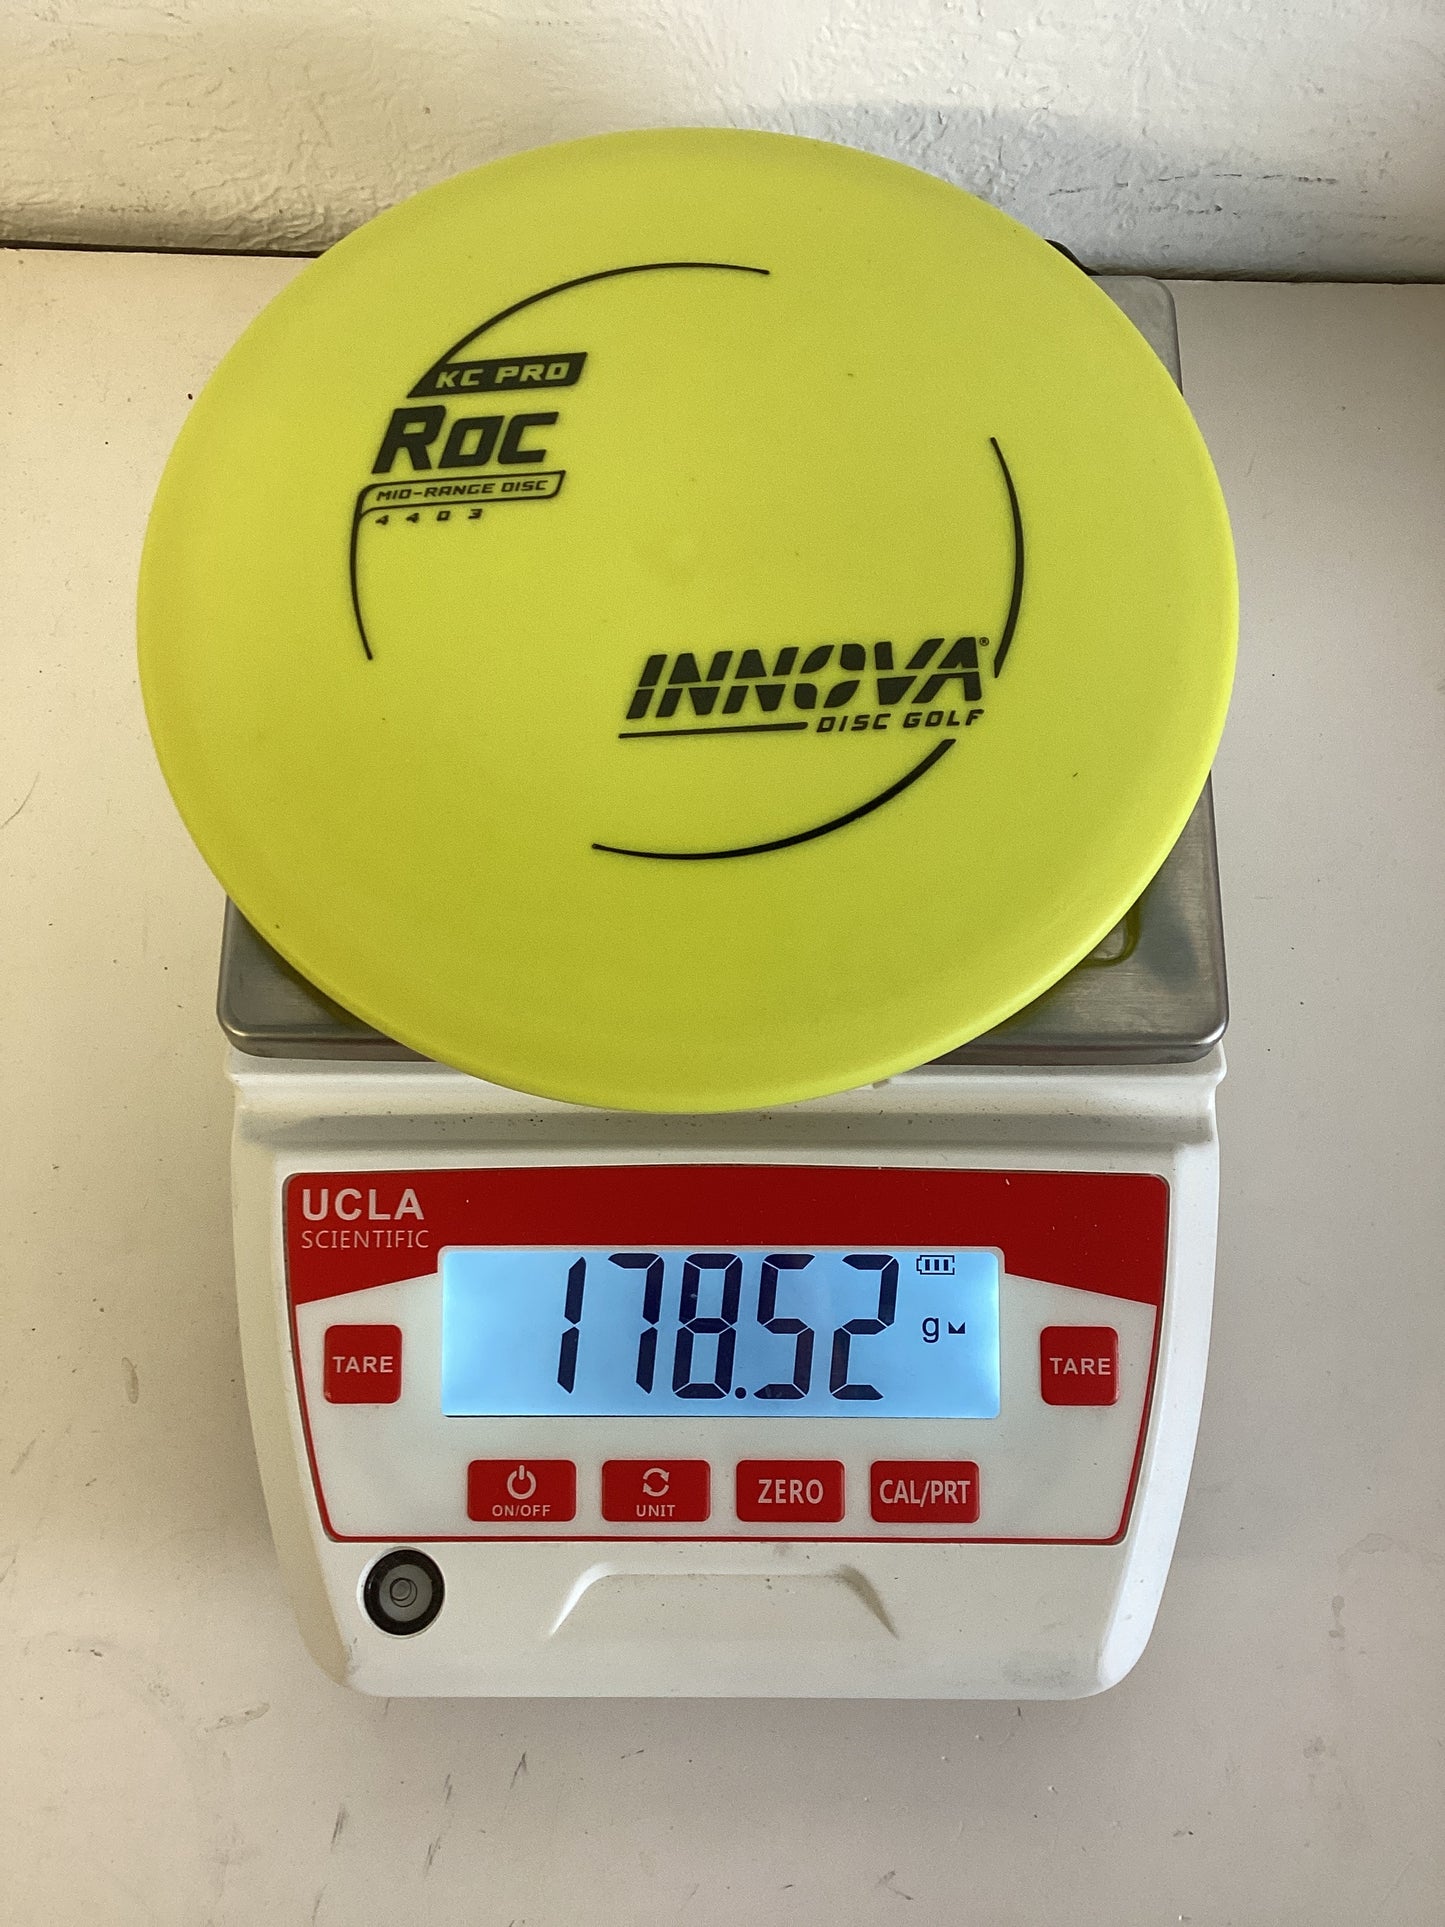 KC PRO
ROC
MID-RANGE DISC
4 4 0 3
INNOVA®
DISC GOLF
UCLA
SCIENTIFIC
178.52 g
TARE
TARE
ON/OFF
UNIT
ZERO
CAL/PRT